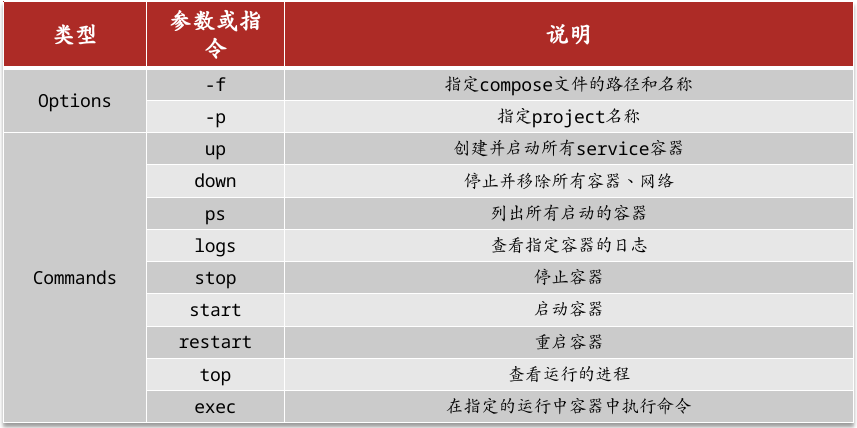 类型 参数或指令 说明
Options -f 指定compose文件的路径和名称
-p 指定project名称
Commands up 创建并启动所有service容器
down 停止并移除所有容器、网络
ps 列出所有启动的容器
logs 查看指定容器的日志
stop 停止容器
start 启动容器
restart 重启容器
top 查看运行的进程
exec 在指定的运行中容器中执行命令